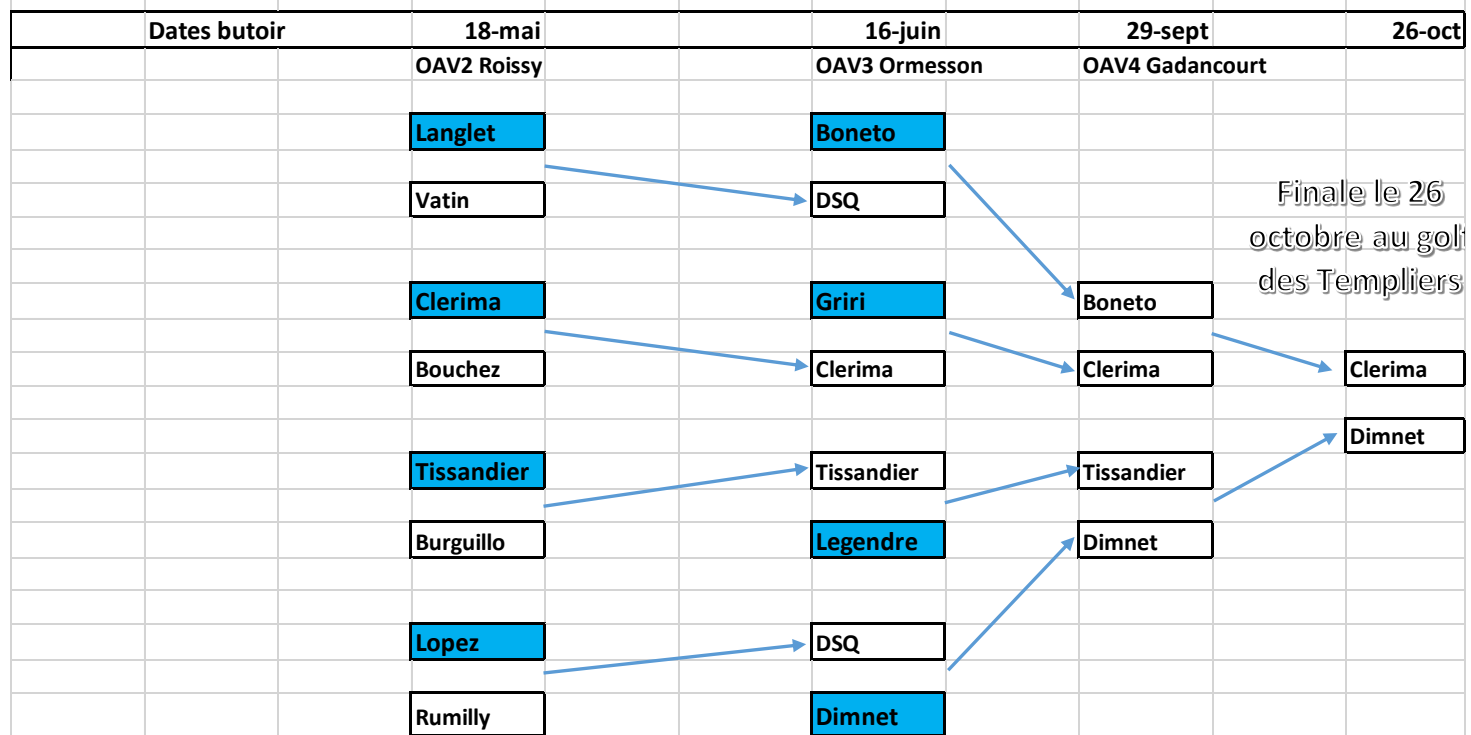 Dates butoir 18-mai 16-juin 29-sept 26-oct
OAV2 Roissy OAV3 Ormesson OAV4 Gadancourt
Langlet Boneto
Vatin DSQ
Finale le 26
octobre au golf
des Templiers
Clerima Griri Boneto
Bouchez Clerima Clerima Clerima
Dimnet
Tissandier Tissandier Tissandier
Burguillo Legendre Dimnet
Lopez DSQ
Rumilly Dimnet